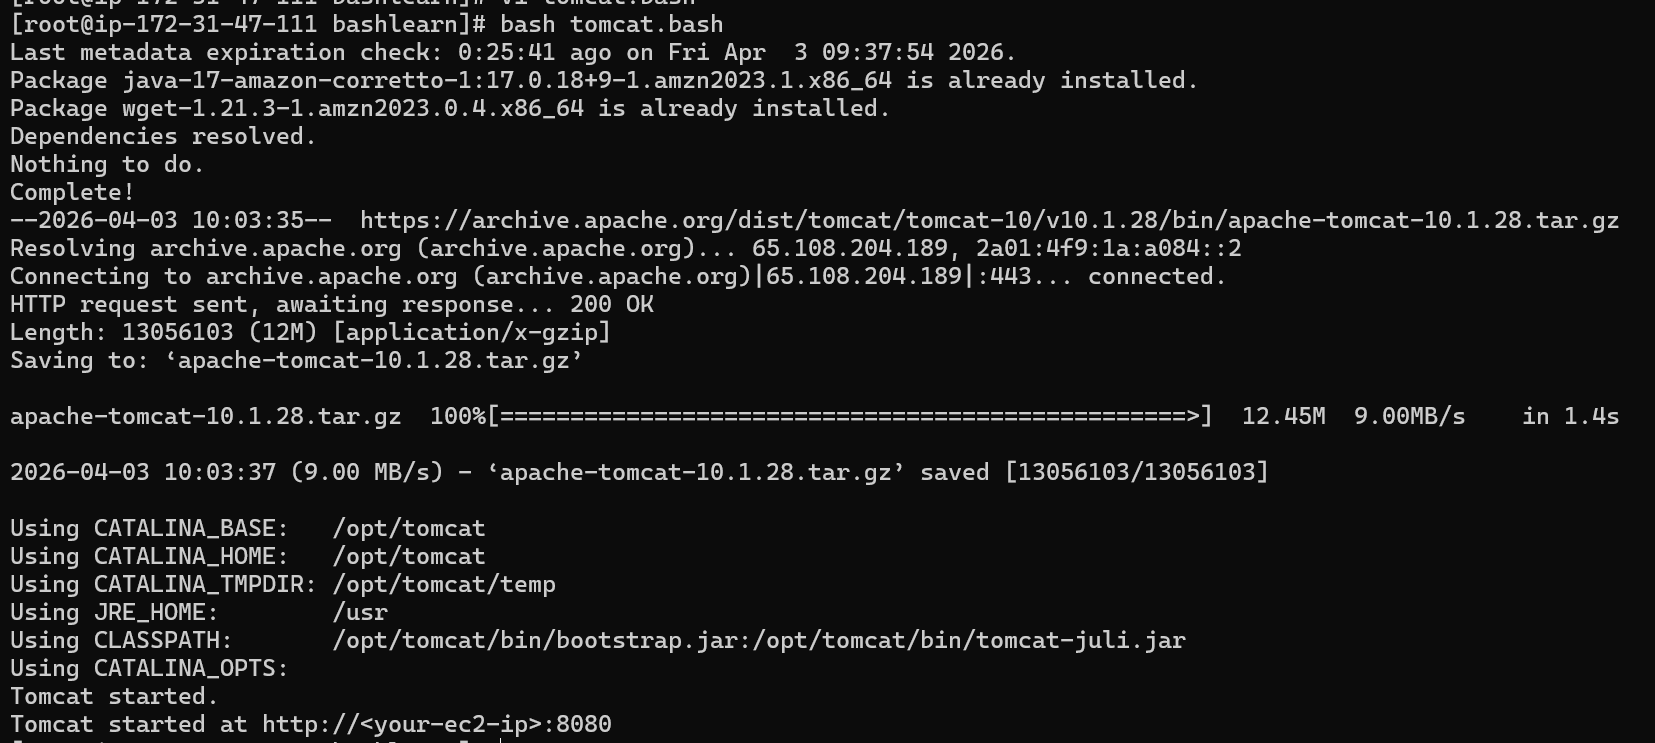 [root@ip-172-31-47-111 bashlearn]# vi tomcat.bash
[root@ip-172-31-47-111 bashlearn]# bash tomcat.bash
Last metadata expiration check: 0:25:41 ago on Fri Apr  3 09:37:54 2026.
Package java-17-amazon-corretto-1:17.0.18+9-1.amzn2023.1.x86_64 is already installed.
Package wget-1.21.3-1.amzn2023.0.4.x86_64 is already installed.
Dependencies resolved.
Nothing to do.
Complete!
--2026-04-03 10:03:35--  https://archive.apache.org/dist/tomcat/tomcat-10/v10.1.28/bin/apache-tomcat-10.1.28.tar.gz
Resolving archive.apache.org (archive.apache.org)... 65.108.204.189, 2a01:4f9:1a:a084::2
Connecting to archive.apache.org (archive.apache.org)|65.108.204.189|:443... connected.
HTTP request sent, awaiting response... 200 OK
Length: 13056103 (12M) [application/x-gzip]
Saving to: ‘apache-tomcat-10.1.28.tar.gz’
apache-tomcat-10.1.28.tar.gz  100%[=================================================>]  12.45M  9.00MB/s    in 1.4s
2026-04-03 10:03:37 (9.00 MB/s) - ‘apache-tomcat-10.1.28.tar.gz’ saved [13056103/13056103]
Using CATALINA_BASE:   /opt/tomcat
Using CATALINA_HOME:   /opt/tomcat
Using CATALINA_TMPDIR: /opt/tomcat/temp
Using JRE_HOME:        /usr
Using CLASSPATH:       /opt/tomcat/bin/bootstrap.jar:/opt/tomcat/bin/tomcat-juli.jar
Using CATALINA_OPTS:
Tomcat started.
Tomcat started at http://<your-ec2-ip>:8080